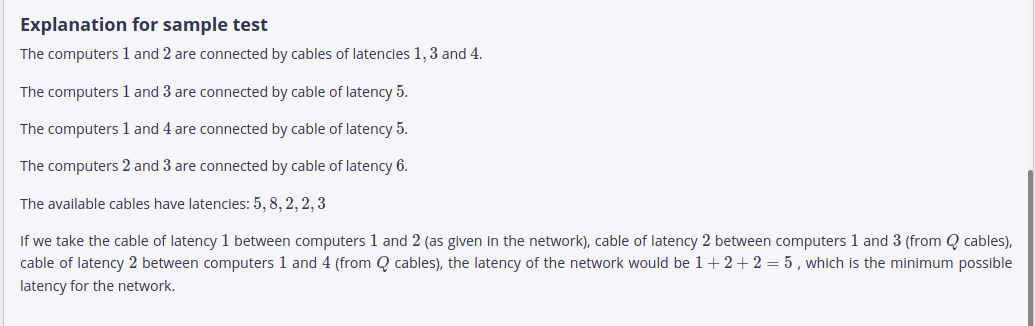 Explanation for sample test
The computers 1 and 2 are connected by cables of latencies 1, 3 and 4.
The computers 1 and 3 are connected by cable of latency 5.
The computers 1 and 4 are connected by cable of latency 5.
The computers 2 and 3 are connected by cable of latency 6.
The available cables have latencies: 5, 8, 2, 2, 3
If we take the cable of latency 1 between computers 1 and 2 (as given in the network), cable of latency 2 between computers 1 and 3 (from Q cables),
cable of latency 2 between computers 1 and 4 (from Q cables), the latency of the network would be 1 + 2 + 2 = 5 , which is the minimum possible
latency for the network.